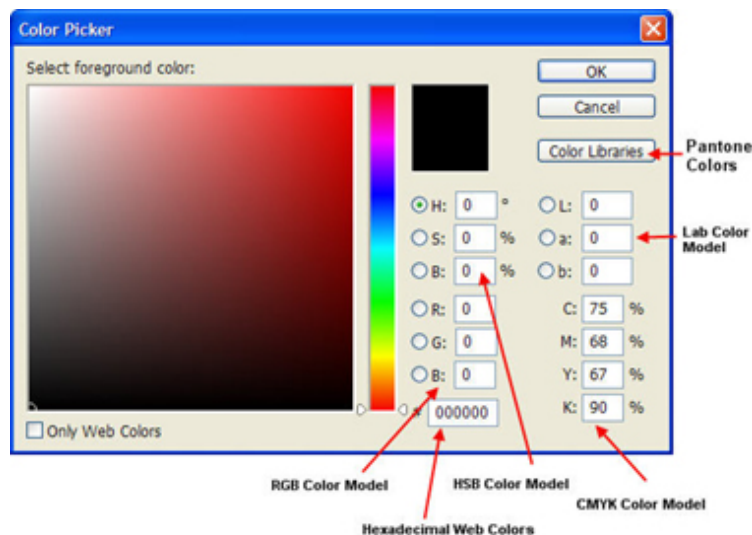 Color Picker
Select foreground color:
OK
Cancel
Color Libraries
Pantone
Colors
H: 0 °
L: 0
S: 0 %
a: 0
Lab Color
Model
B: 0 %
b: 0
R: 0
C: 75 %
G: 0
M: 68 %
B: 0
Y: 67 %
# 000000
K: 90 %
Only Web Colors
RGB Color Model
HSB Color Model
CMYK Color Model
Hexadecimal Web Colors